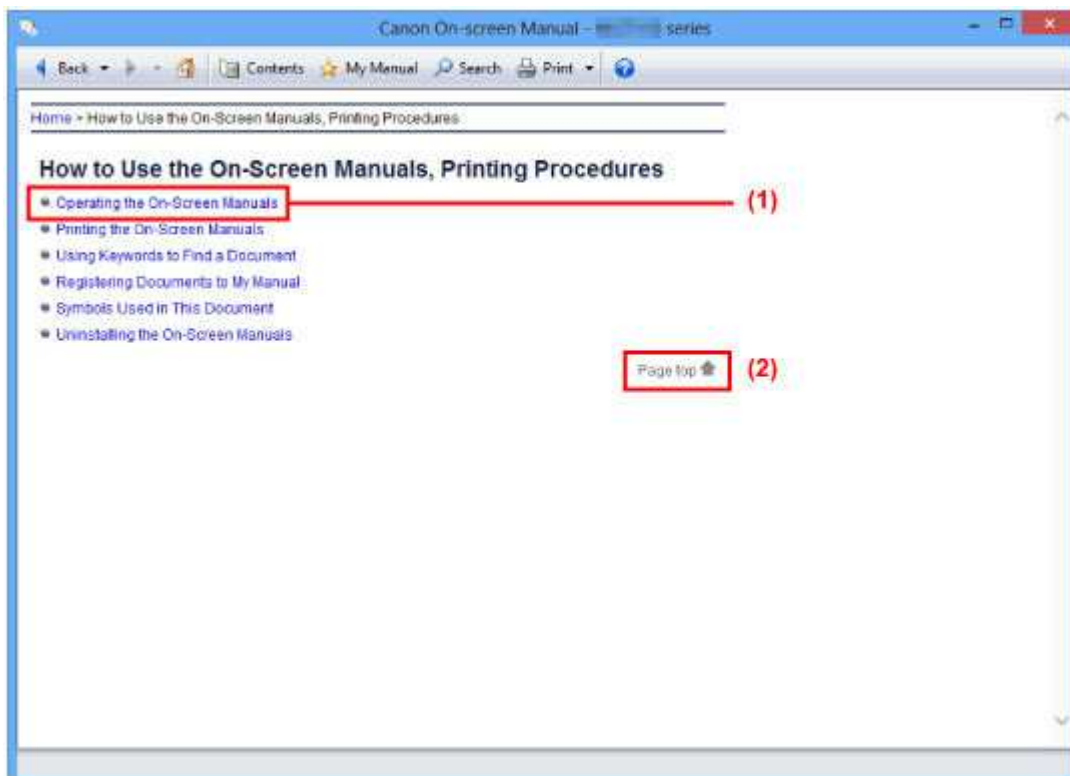 Canon On-screen Manual - series
Back Contents My Manual Search Print
Home > How to Use the On-Screen Manuals, Printing Procedures
How to Use the On-Screen Manuals, Printing Procedures
Operating the On-Screen Manuals
(1)
Printing the On-Screen Manuals
Using Keywords to Find a Document
Registering Documents to My Manual
Symbols Used in This Document
Uninstalling the On-Screen Manuals
Page top
(2)